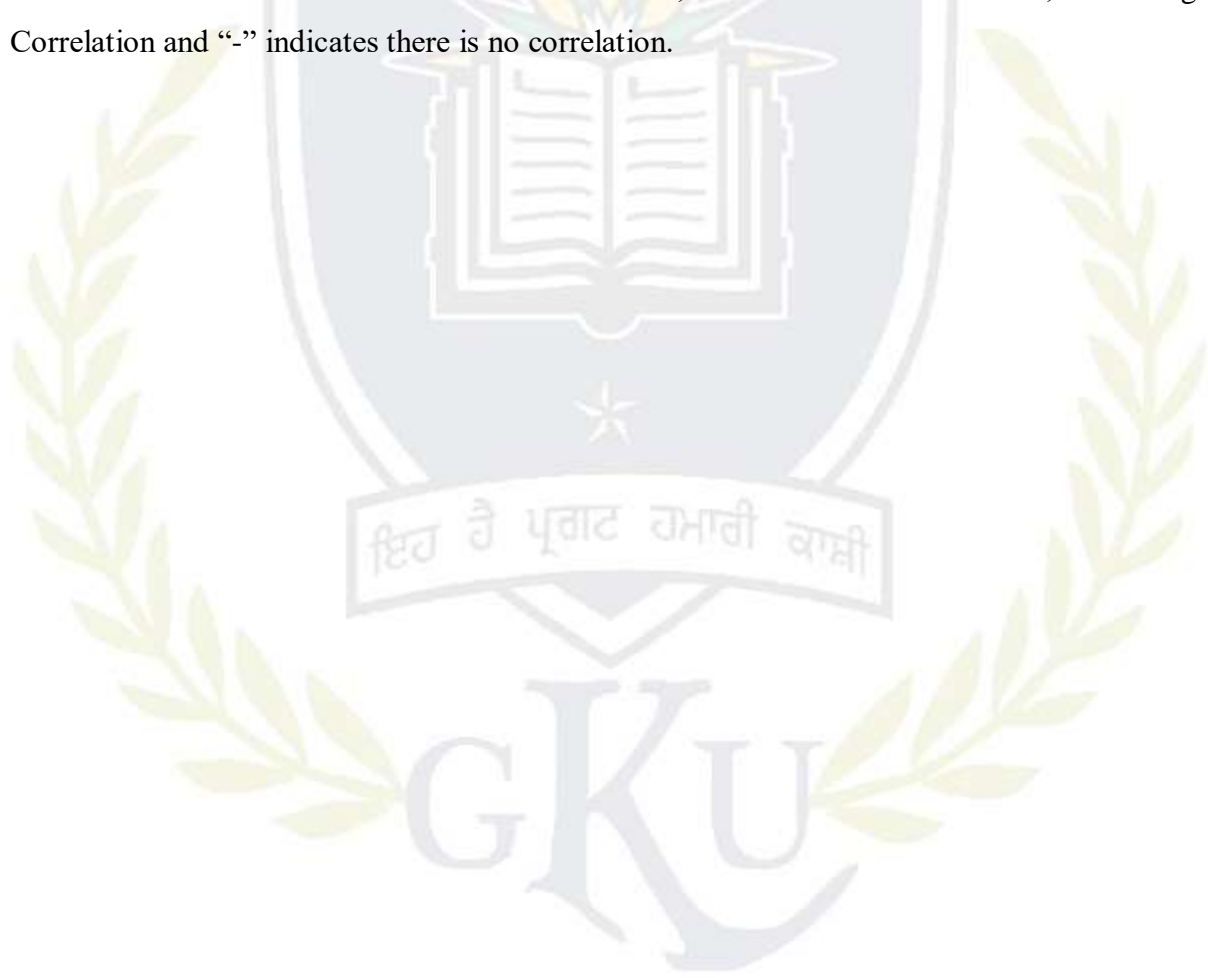 Correlation and “-” indicates there is no correlation.
ਇਹ ਹੈ ਪ੍ਰਗਟ ਹਮਾਰੀ ਕਾਸ਼ੀ
GKU